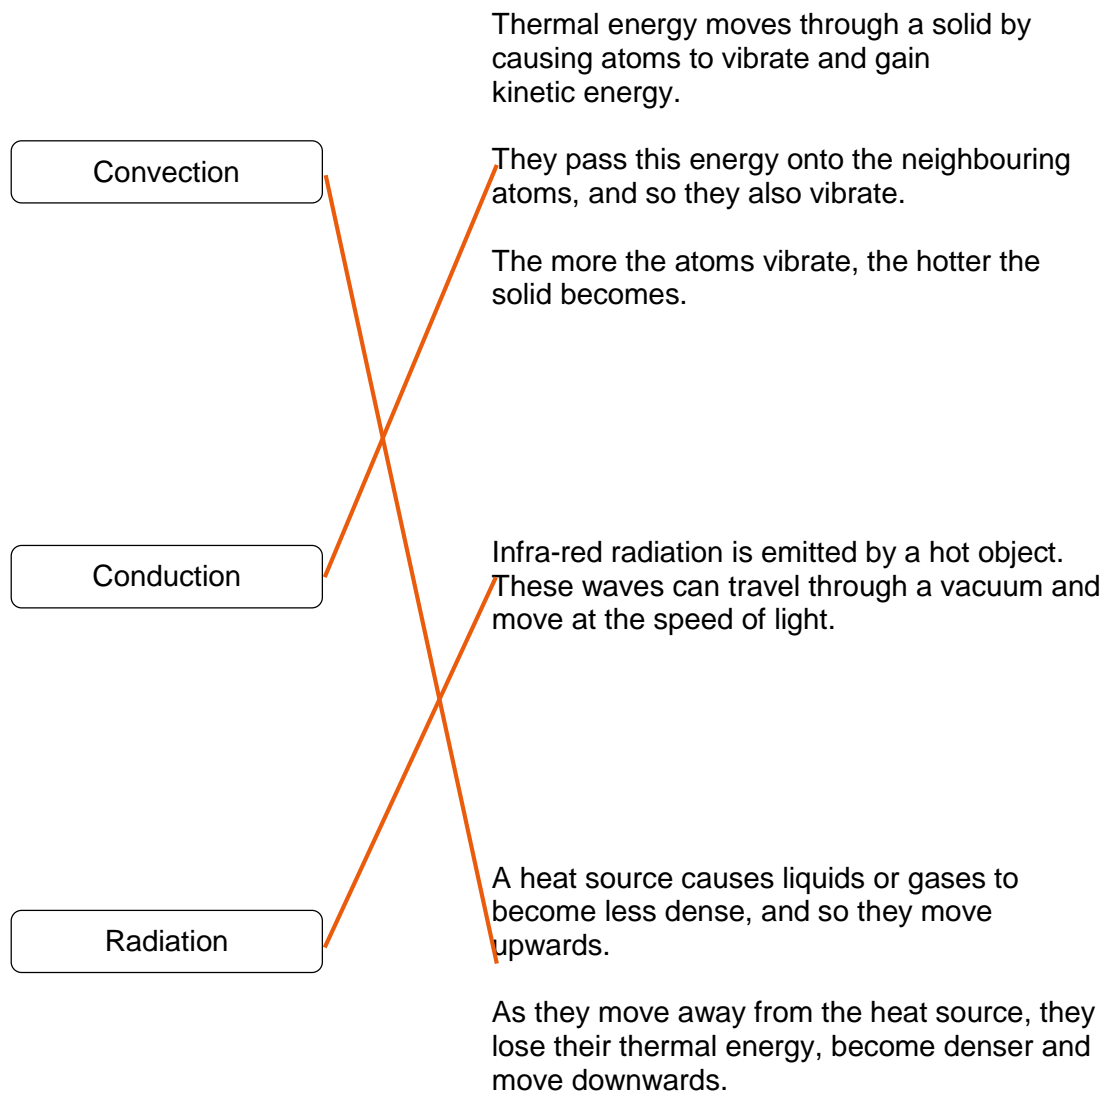 Thermal energy moves through a solid by
causing atoms to vibrate and gain
kinetic energy.
Convection
They pass this energy onto the neighbouring
atoms, and so they also vibrate.
The more the atoms vibrate, the hotter the
solid becomes.
Conduction
Infra-red radiation is emitted by a hot object.
These waves can travel through a vacuum and
move at the speed of light.
Radiation
A heat source causes liquids or gases to
become less dense, and so they move
upwards.
As they move away from the heat source, they
lose their thermal energy, become denser and
move downwards.